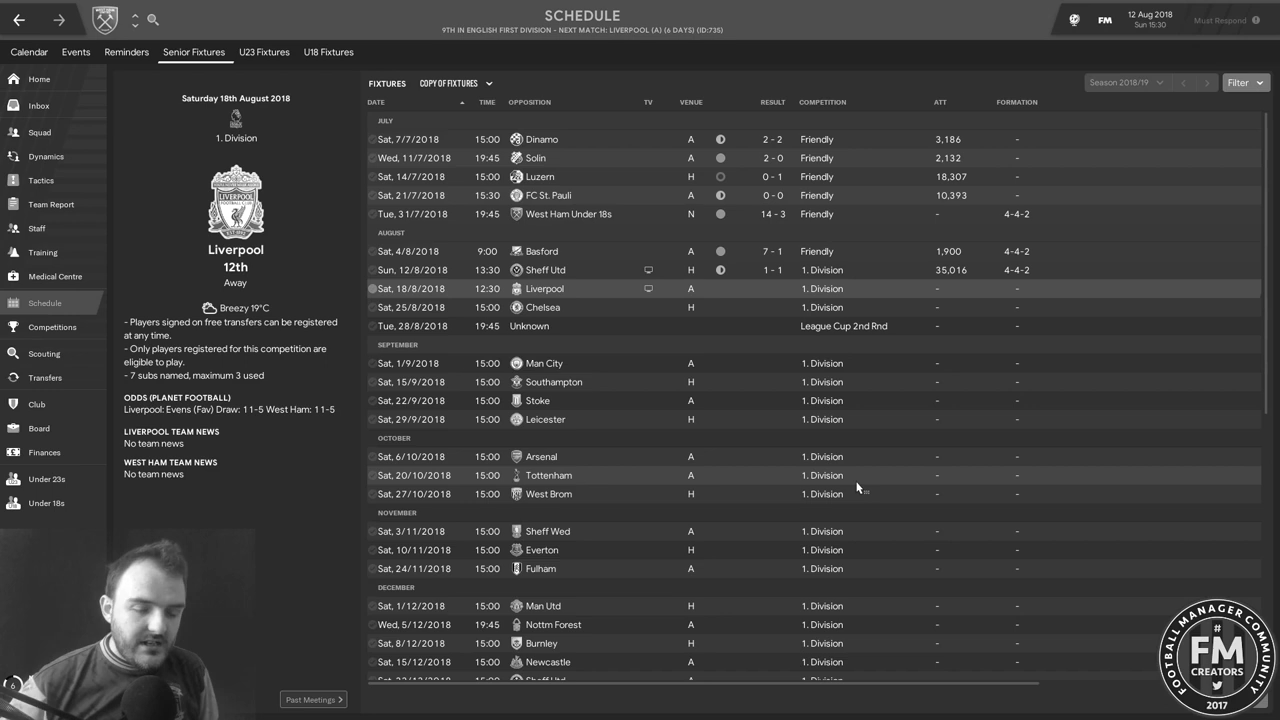 SCHEDULE
9TH IN ENGLISH FIRST DIVISION - NEXT MATCH: LIVERPOOL (A) (6 DAYS) (ID:735)
FM
12 Aug 2018
Sun 15:30
Must Respond
Calendar Events Reminders Senior Fixtures U23 Fixtures U18 Fixtures
Home
Inbox
Squad
Dynamics
Tactics
Team Report
Staff
Training
Medical Centre
Schedule
Competitions
Scouting
Transfers
Club
Board
Finances
Under 23s
Under 18s
Saturday 18th August 2018
1. Division
Liverpool
12th
Away
Breezy 19°C
- Players signed on free transfers can be registered
at any time.
- Only players registered for this competition are
eligible to play.
- 7 subs named, maximum 3 used
ODDS (PLANET FOOTBALL)
Liverpool: Evens (Fav) Draw: 11-5 West Ham: 11-5
LIVERPOOL TEAM NEWS
No team news
WEST HAM TEAM NEWS
No team news
Past Meetings
FIXTURES COPY OF FIXTURES Season 2018/19 Filter
DATE TIME OPPOSITION TV VENUE RESULT COMPETITION ATT FORMATION
JULY
Sat, 7/7/2018 15:00 Dinamo A 2 - 2 Friendly 3,186 -
Wed, 11/7/2018 19:45 Solin A 2 - 0 Friendly 2,132 -
Sat, 14/7/2018 15:00 Luzern H 0 - 1 Friendly 18,307 -
Sat, 21/7/2018 15:30 FC St. Pauli A 0 - 0 Friendly 10,393 -
Tue, 31/7/2018 19:45 West Ham Under 18s N 14 - 3 Friendly - 4-4-2
AUGUST
Sat, 4/8/2018 9:00 Basford A 7 - 1 Friendly 1,900 4-4-2
Sun, 12/8/2018 13:30 Sheff Utd H 1 - 1 1. Division 35,016 4-4-2
Sat, 18/8/2018 12:30 Liverpool A 1. Division - -
Sat, 25/8/2018 15:00 Chelsea H 1. Division - -
Tue, 28/8/2018 19:45 Unknown League Cup 2nd Rnd - -
SEPTEMBER
Sat, 1/9/2018 15:00 Man City A 1. Division - -
Sat, 15/9/2018 15:00 Southampton H 1. Division - -
Sat, 22/9/2018 15:00 Stoke A 1. Division - -
Sat, 29/9/2018 15:00 Leicester H 1. Division - -
OCTOBER
Sat, 6/10/2018 15:00 Arsenal A 1. Division - -
Sat, 20/10/2018 15:00 Tottenham A 1. Division - -
Sat, 27/10/2018 15:00 West Brom H 1. Division - -
NOVEMBER
Sat, 3/11/2018 15:00 Sheff Wed A 1. Division - -
Sat, 10/11/2018 15:00 Everton H 1. Division - -
Sat, 24/11/2018 15:00 Fulham A 1. Division - -
DECEMBER
Sat, 1/12/2018 15:00 Man Utd H 1. Division - -
Wed, 5/12/2018 19:45 Nottm Forest A 1. Division - -
Sat, 8/12/2018 15:00 Burnley H 1. Division - -
Sat, 15/12/2018 15:00 Newcastle A 1. Division - -
FOOTBALL MANAGER COMMUNITY
#
FM
CREATORS
2017